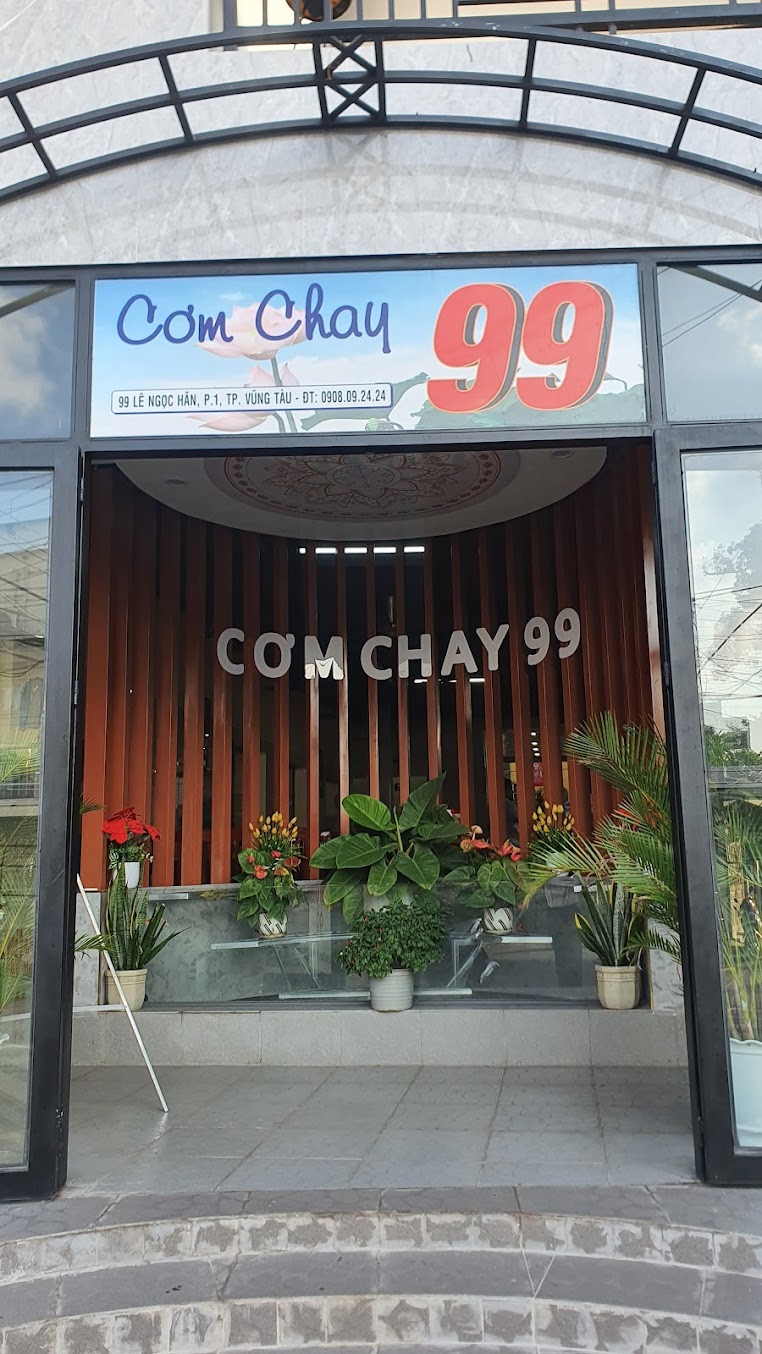 Cơm Chay 99
99 LÊ NGỌC HÂN, P.1, TP. VŨNG TÀU - ĐT: 0908.09.24.24
CƠM CHAY 99